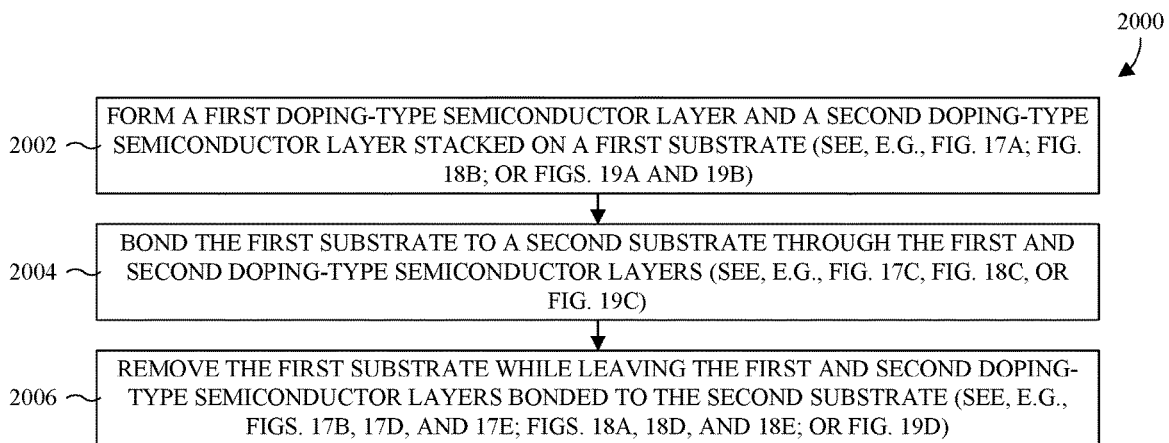 2000
FORM A FIRST DOPING-TYPE SEMICONDUCTOR LAYER AND A SECOND DOPING-TYPE
2002 SEMICONDUCTOR LAYER STACKED ON A FIRST SUBSTRATE (SEE, E.G., FIG. 17A; FIG.
18B; OR FIGS. 19A AND 19B)
BOND THE FIRST SUBSTRATE TO A SECOND SUBSTRATE THROUGH THE FIRST AND
2004 SECOND DOPING-TYPE SEMICONDUCTOR LAYERS (SEE, E.G., FIG. 17C, FIG. 18C, OR
FIG. 19C)
REMOVE THE FIRST SUBSTRATE WHILE LEAVING THE FIRST AND SECOND DOPING-
2006 TYPE SEMICONDUCTOR LAYERS BONDED TO THE SECOND SUBSTRATE (SEE, E.G.,
FIGS. 17B, 17D, AND 17E; FIGS. 18A, 18D, AND 18E; OR FIG. 19D)